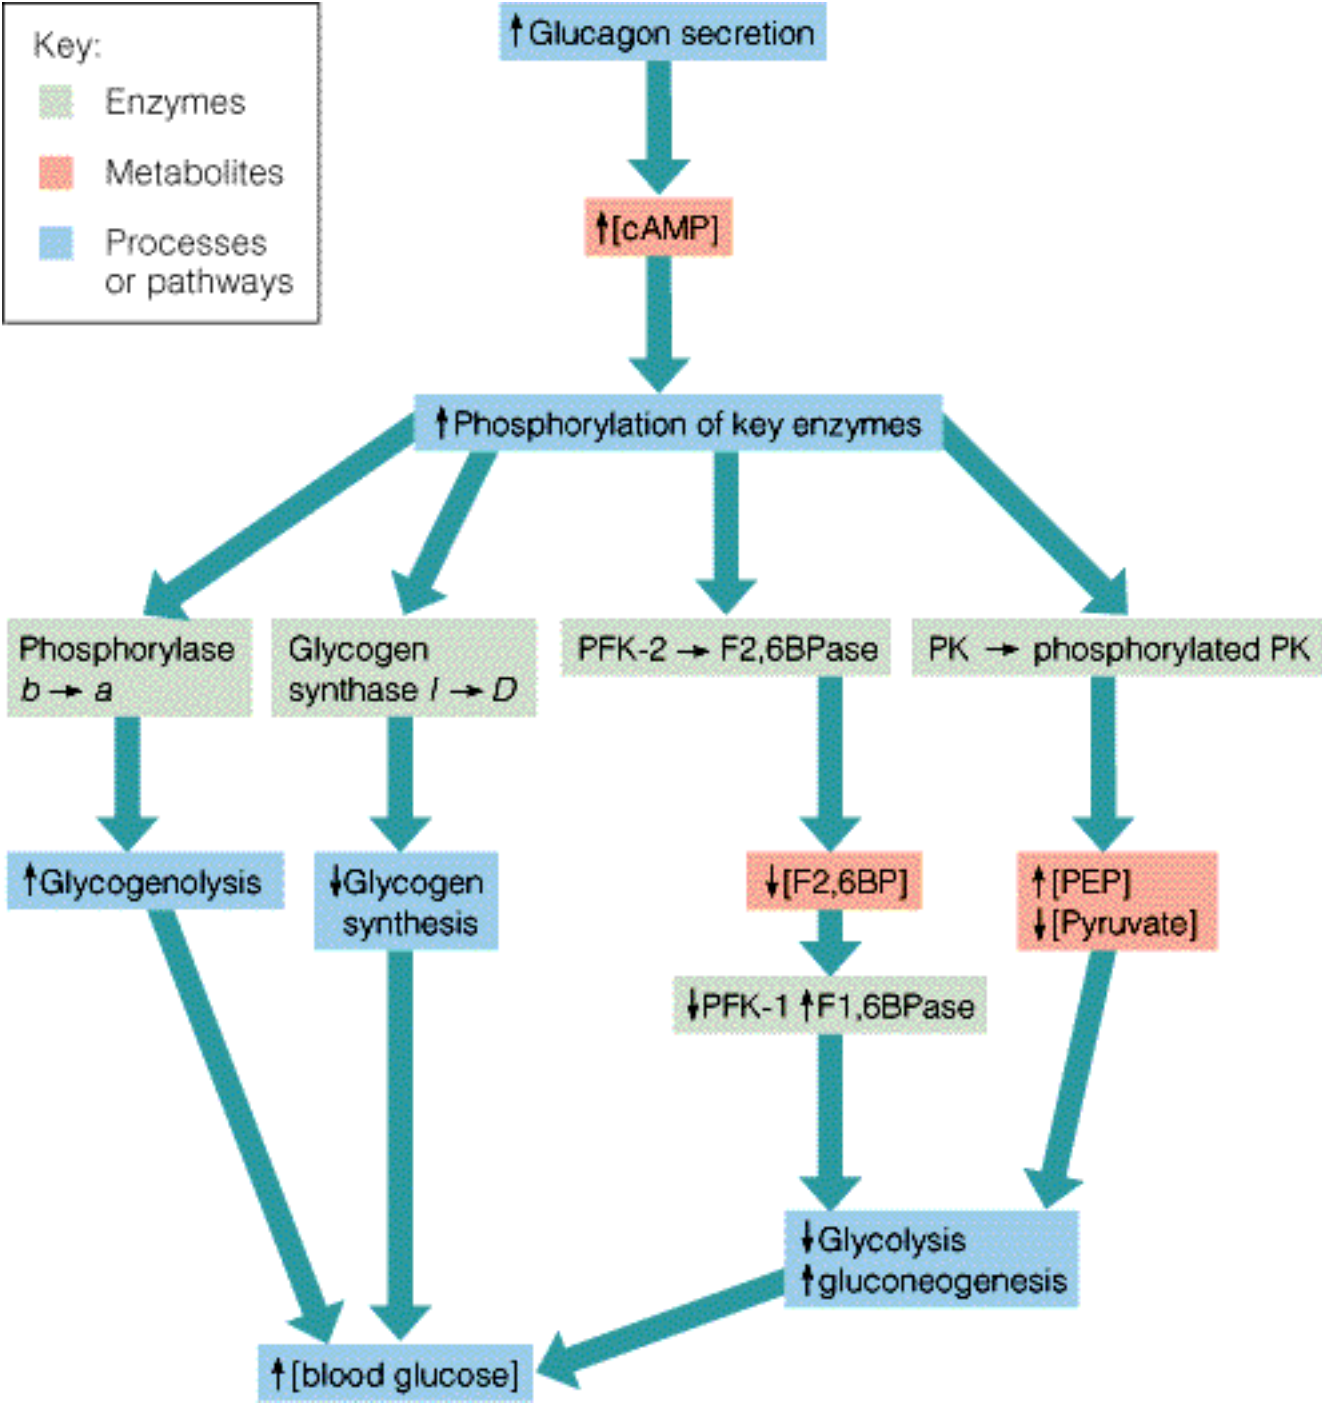 Key:
Enzymes
Metabolites
Processes
or pathways
↑Glucagon secretion
↑[cAMP]
↑Phosphorylation of key enzymes
Phosphorylase
b → a
Glycogen
synthase I → D
PFK-2 → F2,6BPase
PK → phosphorylated PK
↑Glycogenolysis
↓Glycogen
synthesis
↓[F2,6BP]
↑[PEP]
↓[Pyruvate]
↓PFK-1 ↑F1,6BPase
↓Glycolysis
↑gluconeogenesis
↑[blood glucose]